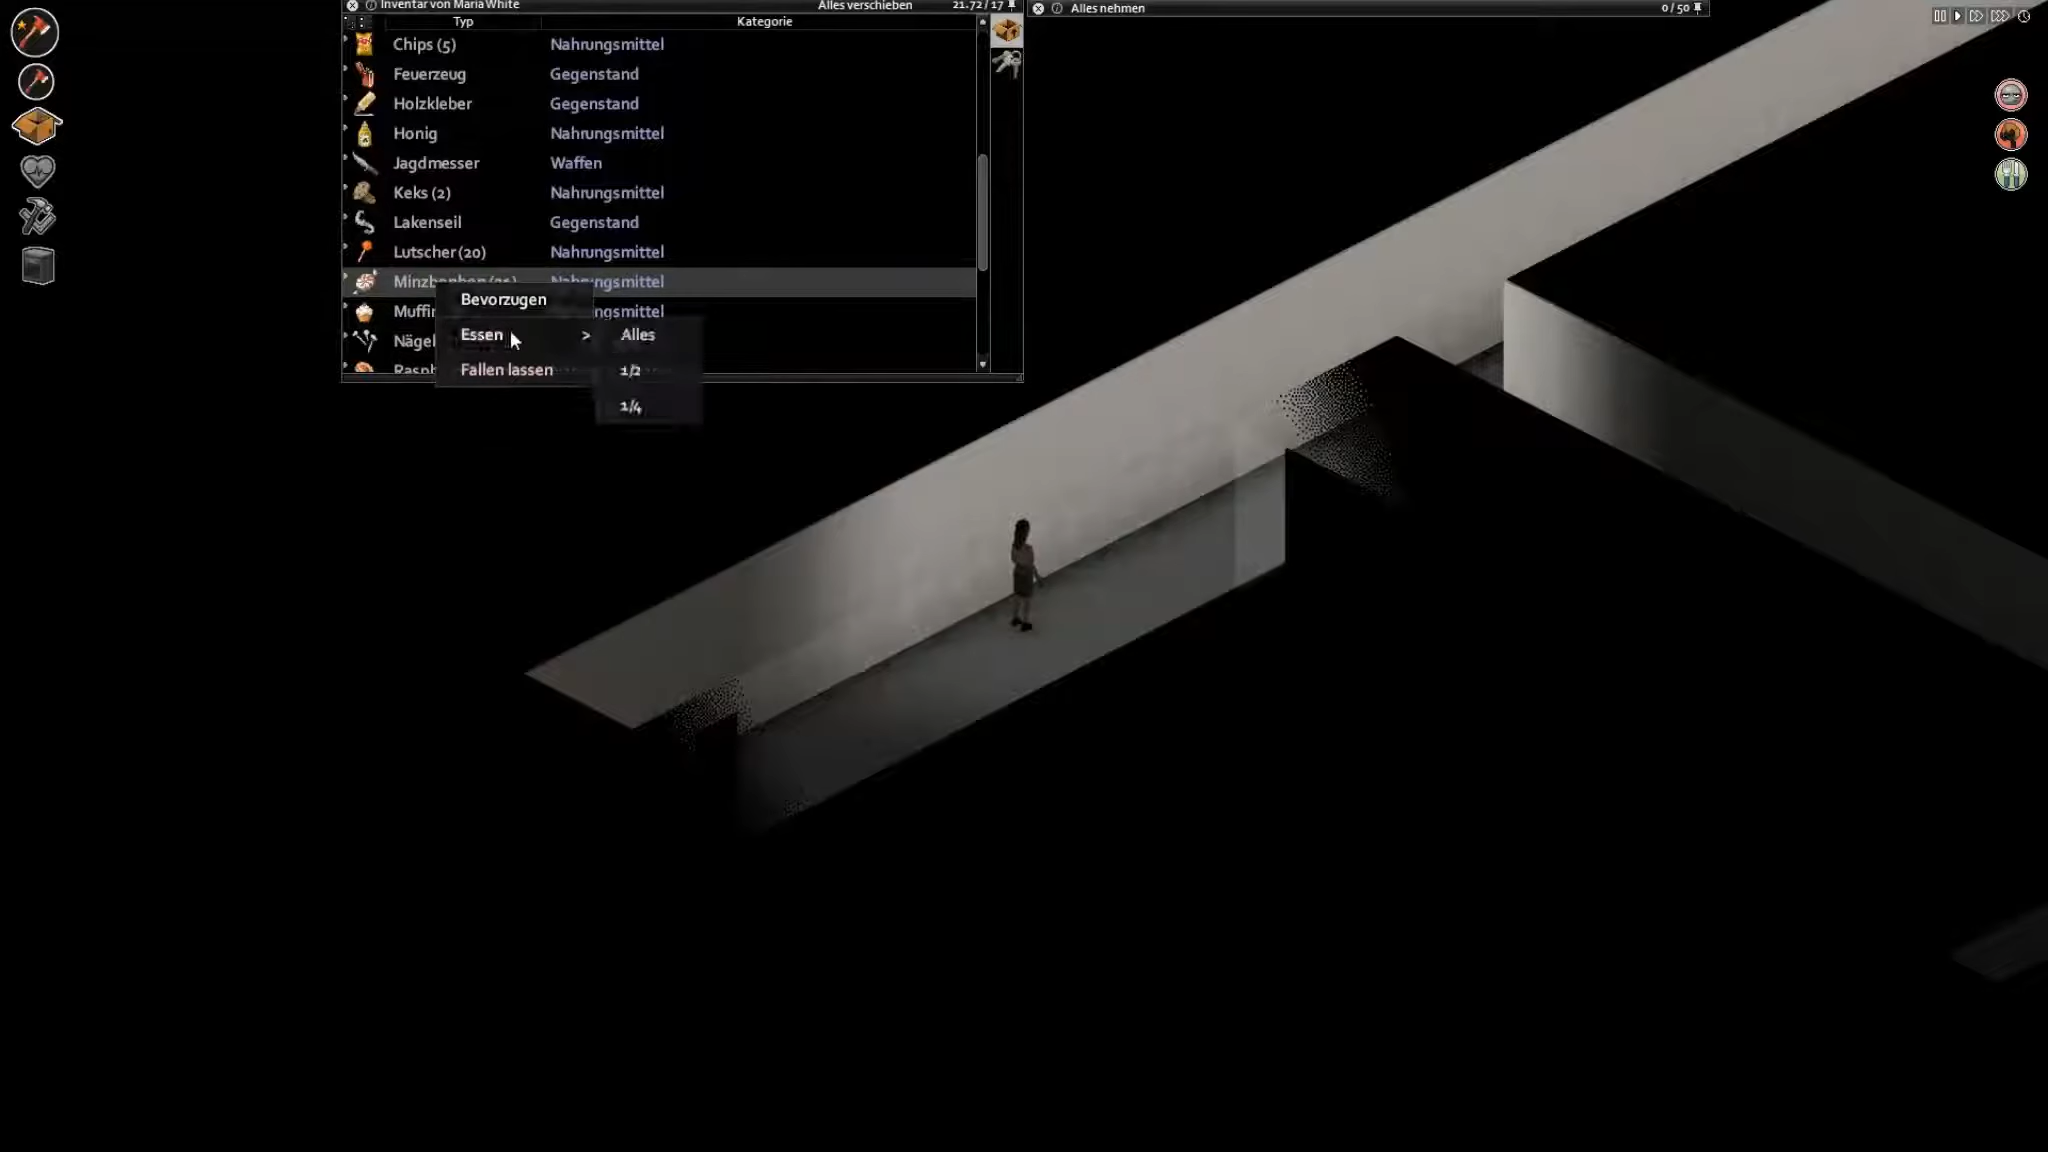 Inventar von Maria White Alles verschieben 21.72 / 17
Alles nehmen 0 / 50
Typ Kategorie
Chips (5) Nahrungsmittel
Feuerzeug Gegenstand
Holzkleber Gegenstand
Honig Nahrungsmittel
Jagdmesser Waffen
Keks (2) Nahrungsmittel
Lakenseil Gegenstand
Lutscher (20) Nahrungsmittel
Minzbonbon Nahrungsmittel
Bevorzugen
Essen > Alles
Fallen lassen 1/2
1/4